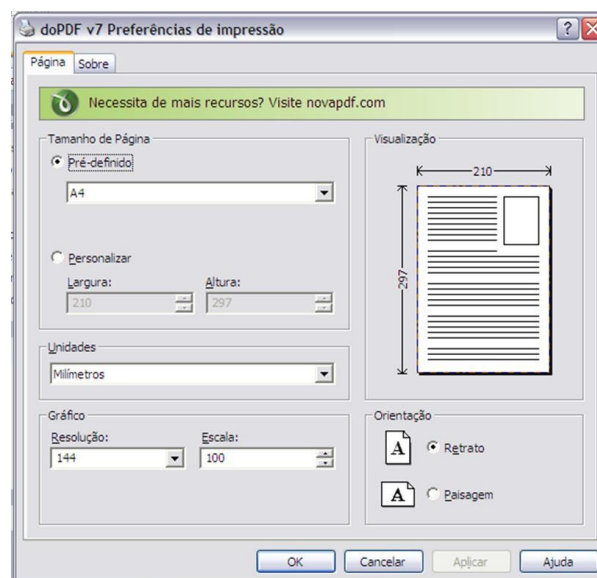 doPDF v7 Preferências de impressão
Página
Sobre
Necessita de mais recursos? Visite novapdf.com
Tamanho de Página
Pré-definido
A4
Personalizar
Largura:
Altura:
210
297
Unidades
Milímetros
Gráfico
Resolução:
Escala:
144
100
Visualização
210
297
Orientação
A
Retrato
A
Paisagem
OK
Cancelar
Aplicar
Ajuda